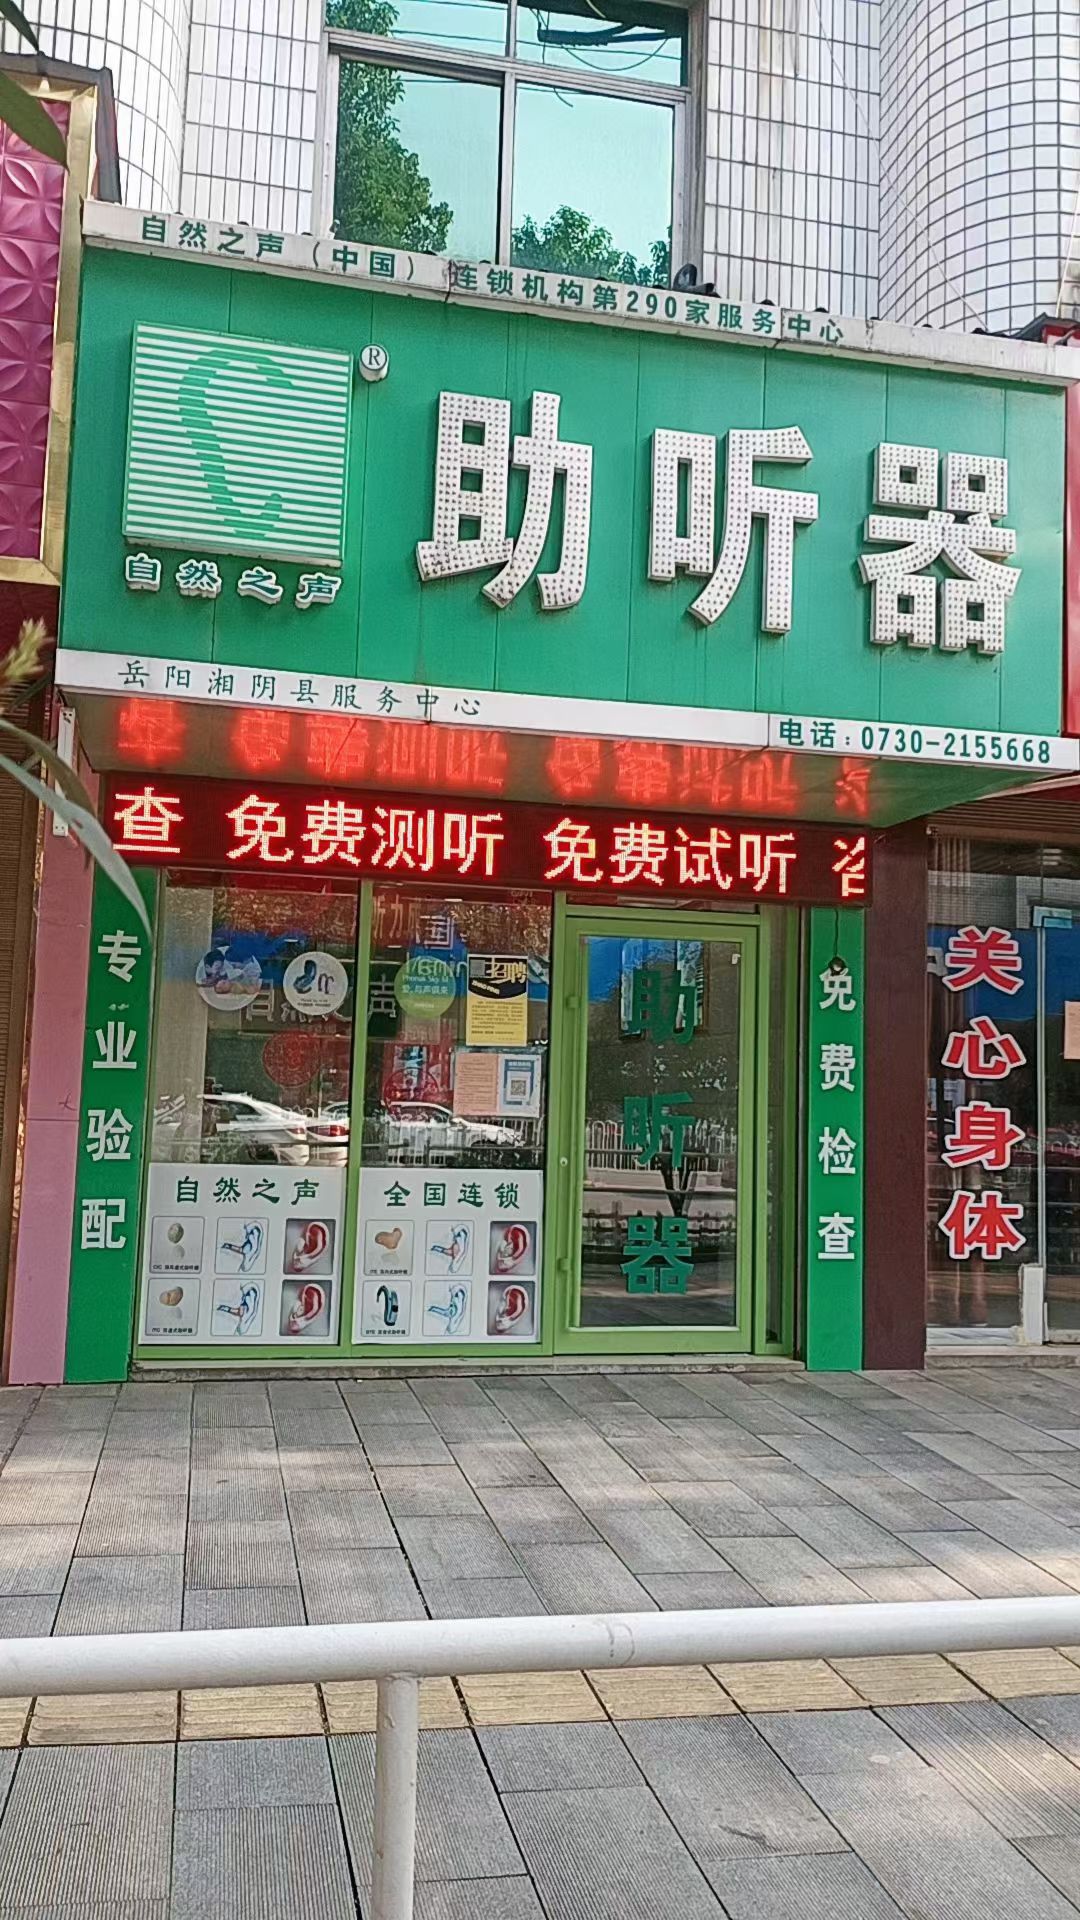 自然之声（中国）连锁机构第290家服务中心
®
助听器
自然之声
岳阳湘阴县服务中心
电话：0730-2155668
查 免费测听 免费试听
专业验配
免费检查
关心身体
招聘
助听器
自然之声
全国连锁